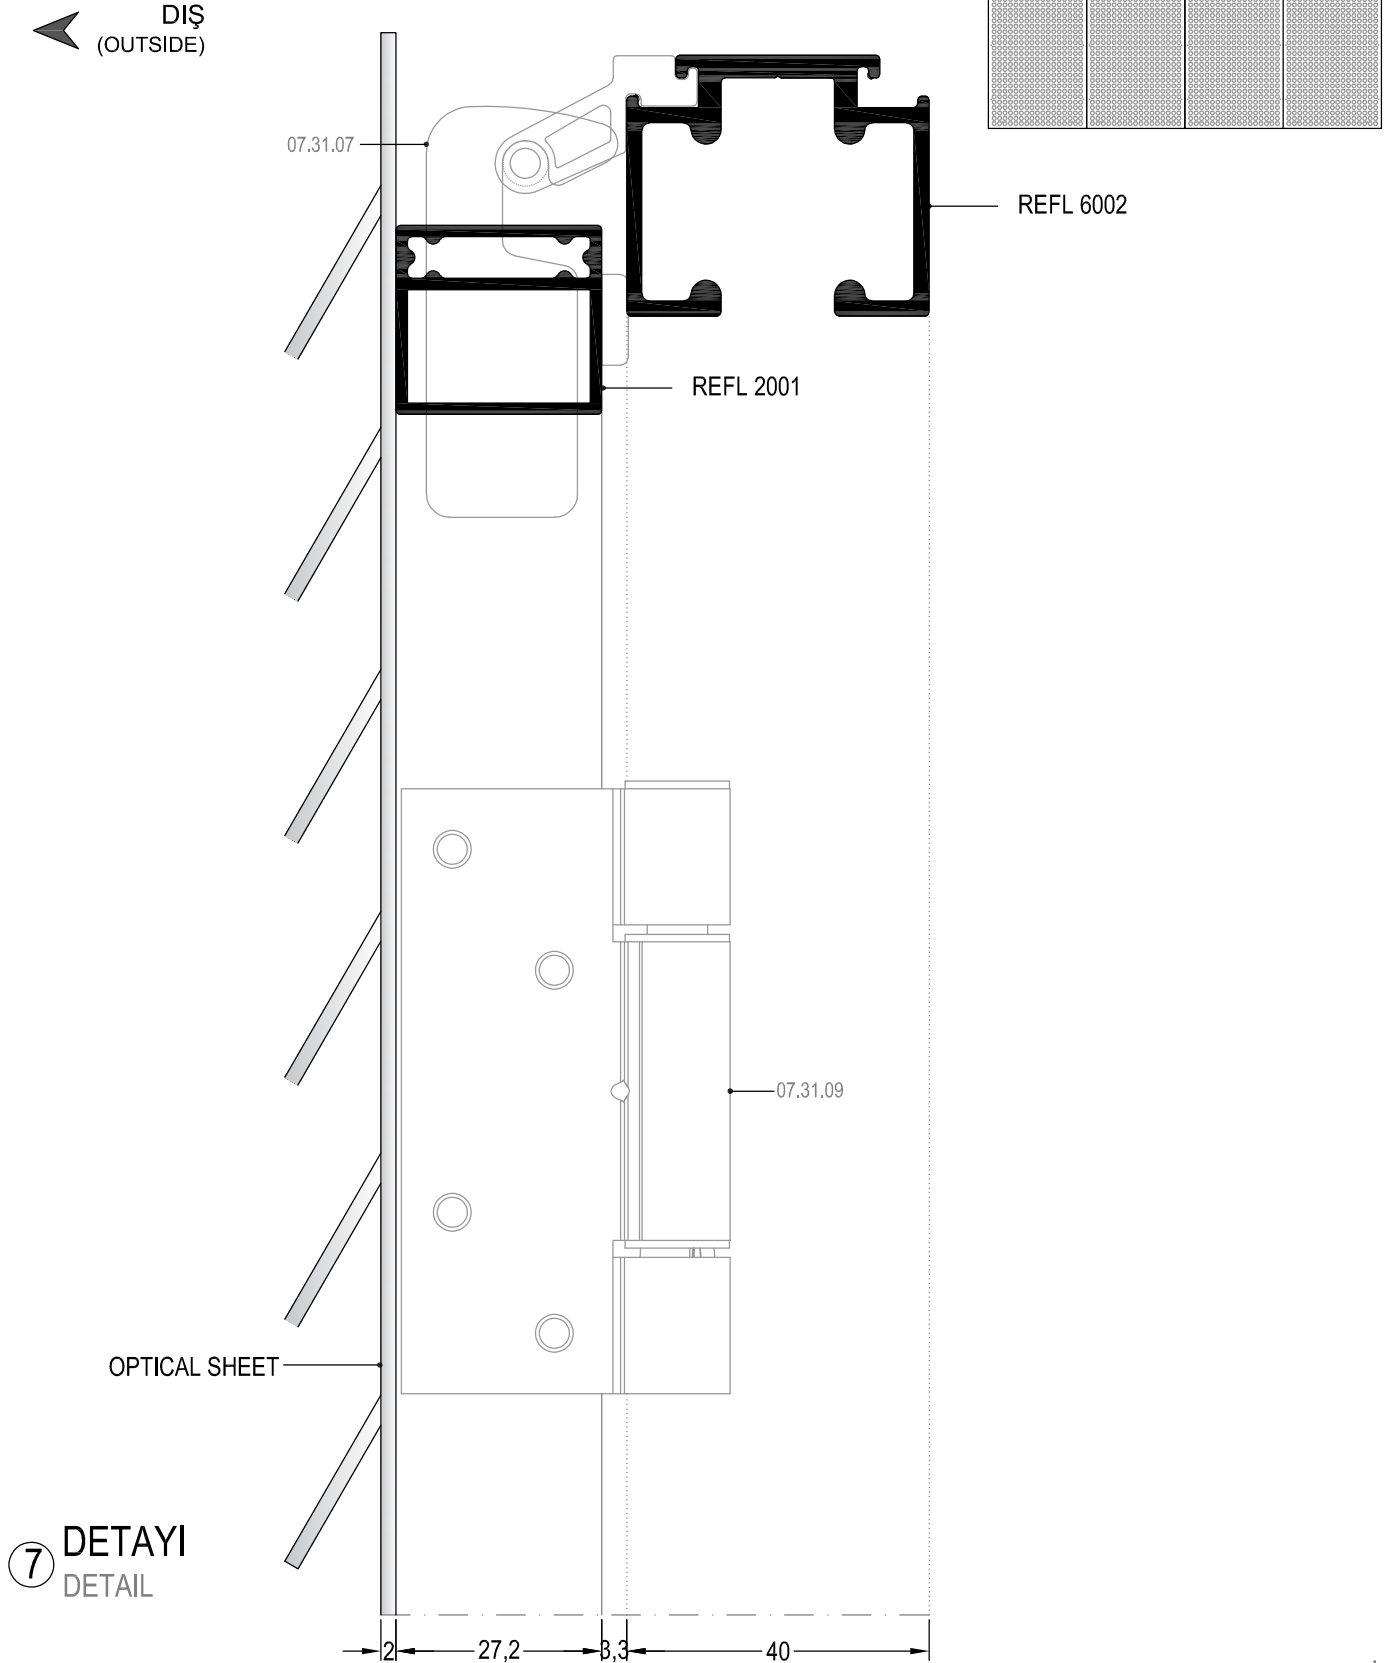 DIŞ
(OUTSIDE)
07.31.07
REFL 6002
REFL 2001
07.31.09
OPTICAL SHEET
7 DETAYI
DETAIL
2 27,2 3,3 40